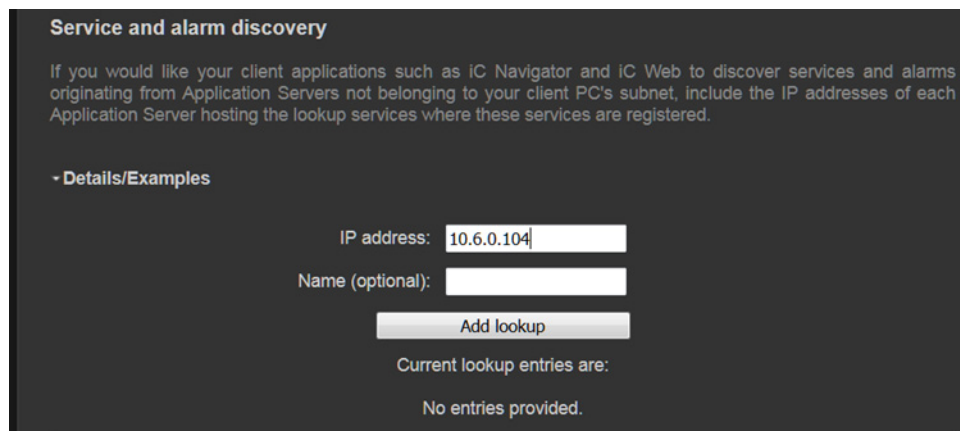 Service and alarm discovery
If you would like your client applications such as iC Navigator and iC Web to discover services and alarms
originating from Application Servers not belonging to your client PC's subnet, include the IP addresses of each
Application Server hosting the lookup services where these services are registered.
Details/Examples
IP address: 10.6.0.104
Name (optional):
Add lookup
Current lookup entries are:
No entries provided.